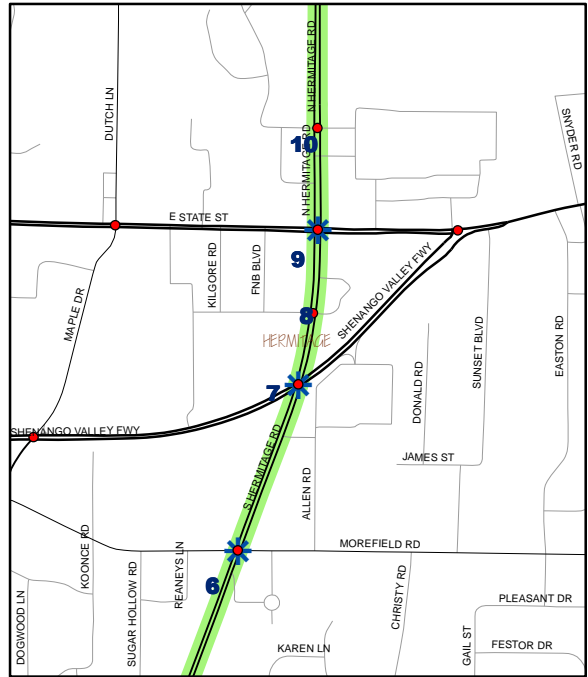 N HERMITAGE RD
DUTCH LN
SNYDER RD
10
N HERMITAGE RD
E STATE ST
9
KILGORE RD
FNB BLVD
SHENANGO VALLEY FWY
MAPLE DR
8
HERMITAGE
SUNSET BLVD
EASTON RD
DONALD RD
7
SHENANGO VALLEY FWY
S HERMITAGE RD
JAMES ST
ALLEN RD
KOONCE RD
MOREFIELD RD
REANEYS LN
6
DOGWOOD LN
SUGAR HOLLOW RD
CHRISTY RD
PLEASANT DR
GAIL ST
KAREN LN
FESTOR DR